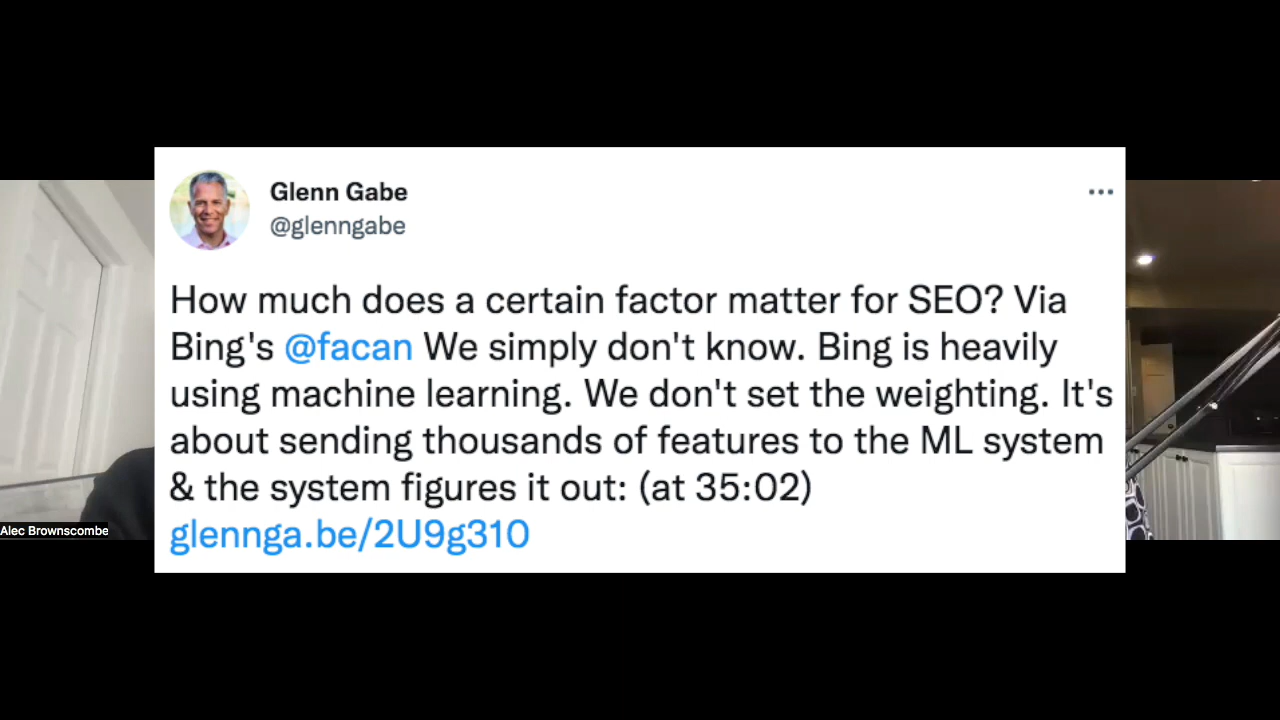 Glenn Gabe
@glenngabe
How much does a certain factor matter for SEO? Via
Bing's @facan We simply don't know. Bing is heavily
using machine learning. We don't set the weighting. It's
about sending thousands of features to the ML system
& the system figures it out: (at 35:02)
glennga.be/2U9g31O
Alec Brownscombe